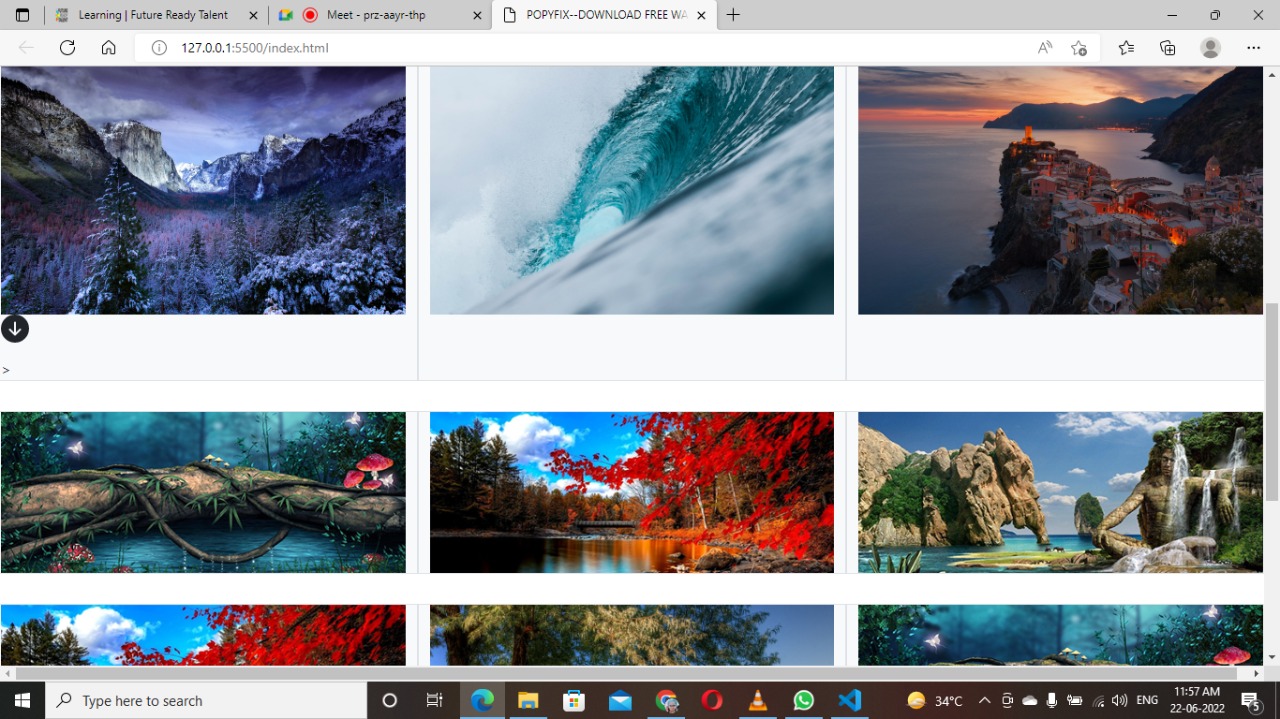 Learning | Future Ready Talent
Meet - prz-aayr-thp
POPYFIX--DOWNLOAD FREE WA
127.0.0.1:5500/index.html
>
Type here to search
34°C
ENG
11:57 AM
22-06-2022
5